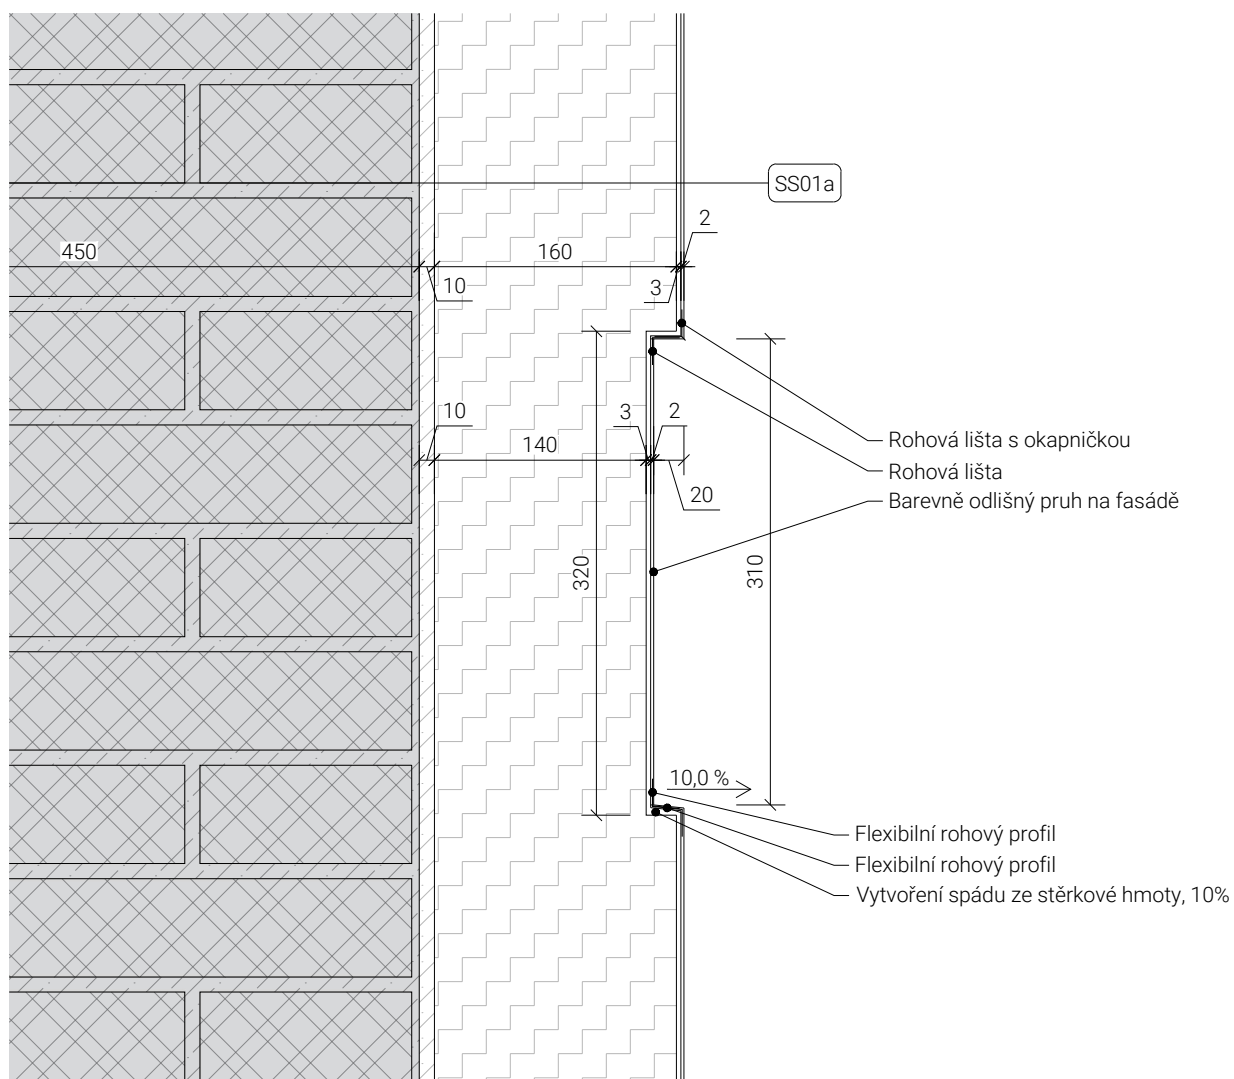 SS01a
2
450
160
10
3
10
140
3
2
20
Rohová lišta s okapničkou
Rohová lišta
Barevně odlišný pruh na fasádě
320
310
10,0 %
Flexibilní rohový profil
Flexibilní rohový profil
Vytvoření spádu ze stěrkové hmoty, 10%